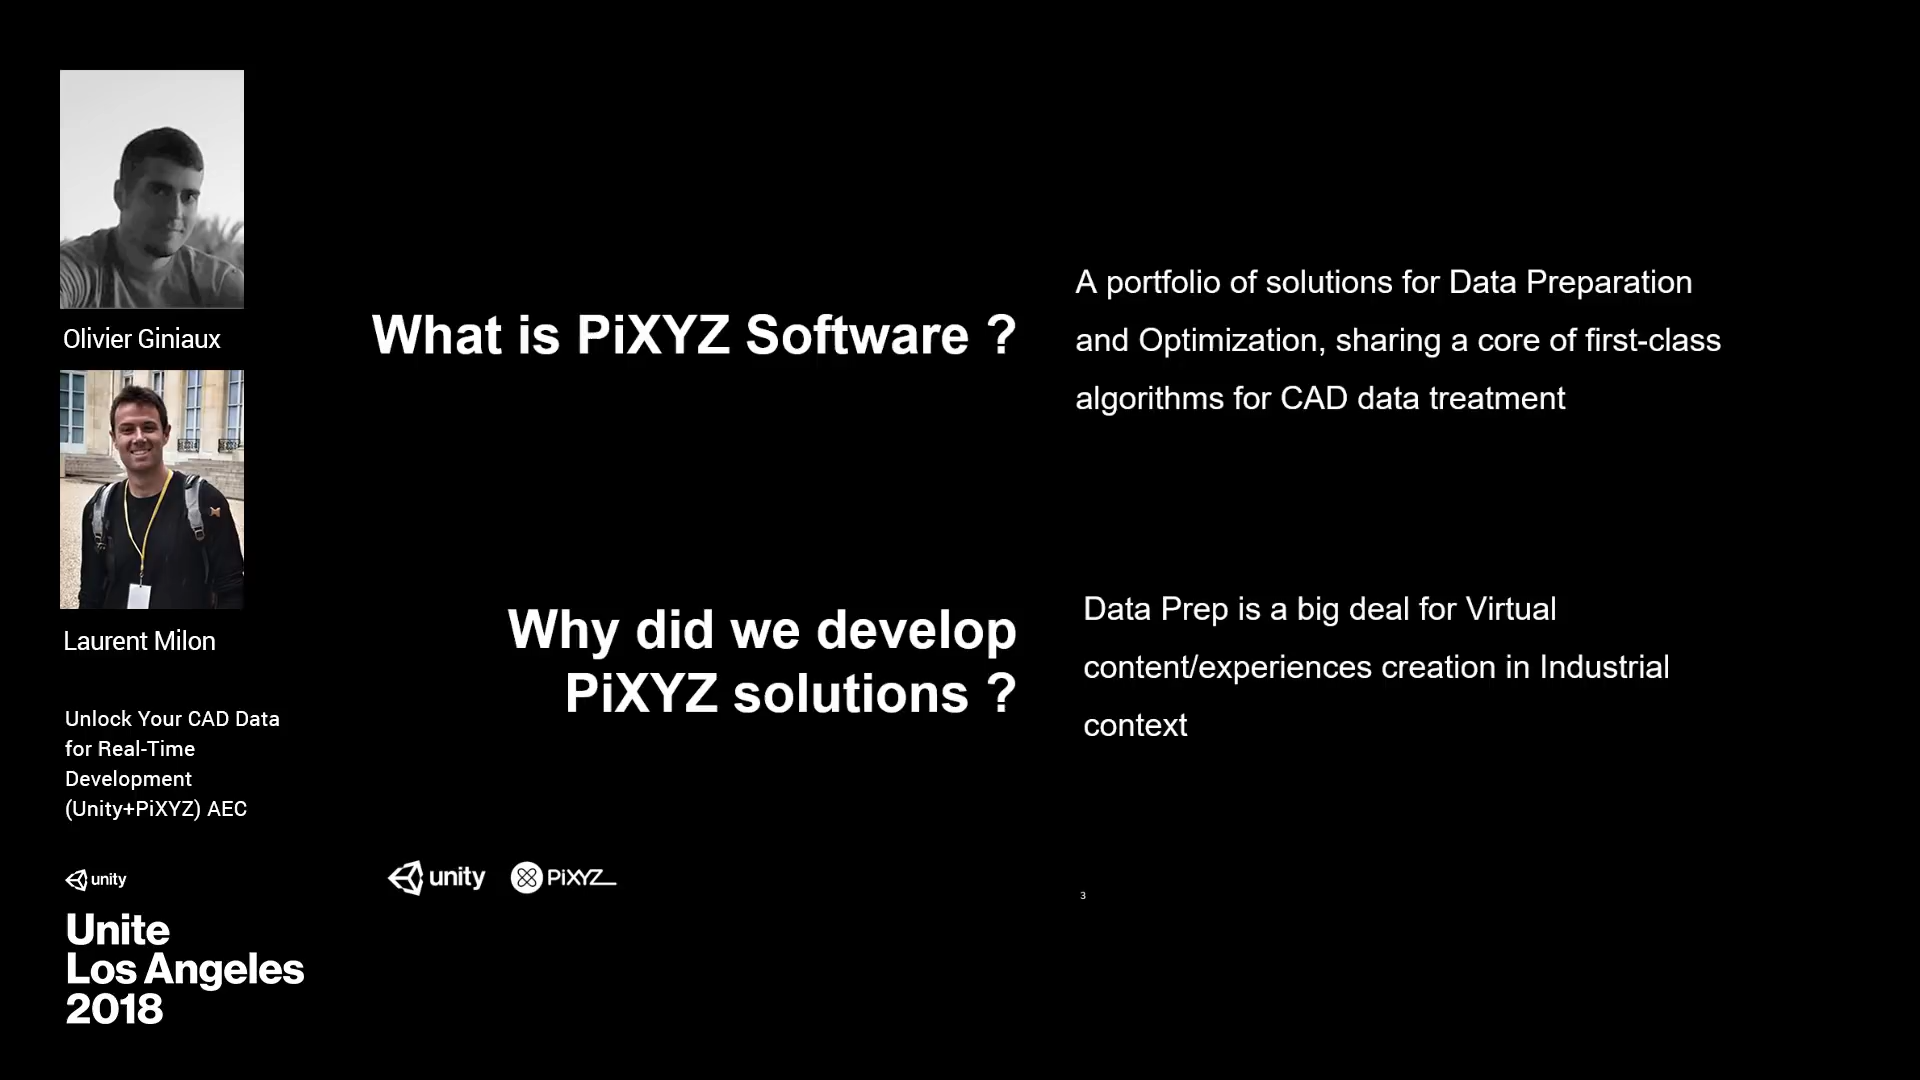 Olivier Giniaux
Laurent Milon
Unlock Your CAD Data
for Real-Time
Development
(Unity+PiXYZ) AEC
unity
Unite
Los Angeles
2018
What is PiXYZ Software ?
A portfolio of solutions for Data Preparation
and Optimization, sharing a core of first-class
algorithms for CAD data treatment
Why did we develop
PiXYZ solutions ?
Data Prep is a big deal for Virtual
content/experiences creation in Industrial
context
unity
PiXYZ
3